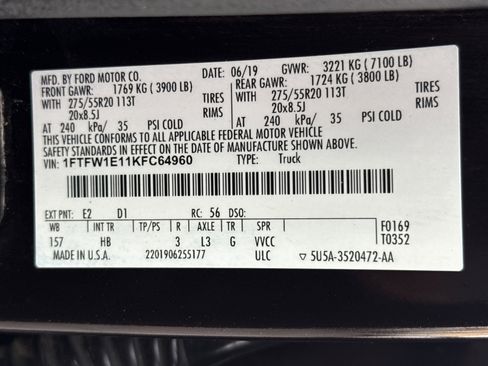 MFD. BY FORD MOTOR CO. DATE: 06/19 GVWR: 3221 KG ( 7100 LB)
FRONT GAWR: 1769 KG ( 3900 LB) REAR GAWR: 1724 KG ( 3800 LB)
WITH 275/55R20 113T TIRES WITH 275/55R20 113T TIRES
20x8.5J RIMS 20x8.5J RIMS
AT 240 kPa/ 35 PSI COLD AT 240 kPa/ 35 PSI COLD
THIS VEHICLE CONFORMS TO ALL APPLICABLE FEDERAL MOTOR VEHICLE
SAFETY STANDARDS IN EFFECT ON THE DATE OF MANUFACTURE SHOWN ABOVE.
VIN: 1FTFW1E11KFC64960 TYPE: Truck
EXT PNT: E2 D1 RC: 56 DSO: F0169
WB INT TR TP/PS R AXLE TR SPR T0352
157 HB 3 L3 G VVCC
MADE IN U.S.A. 2201906255177 ULC ▽ 5U5A-3520472-AA